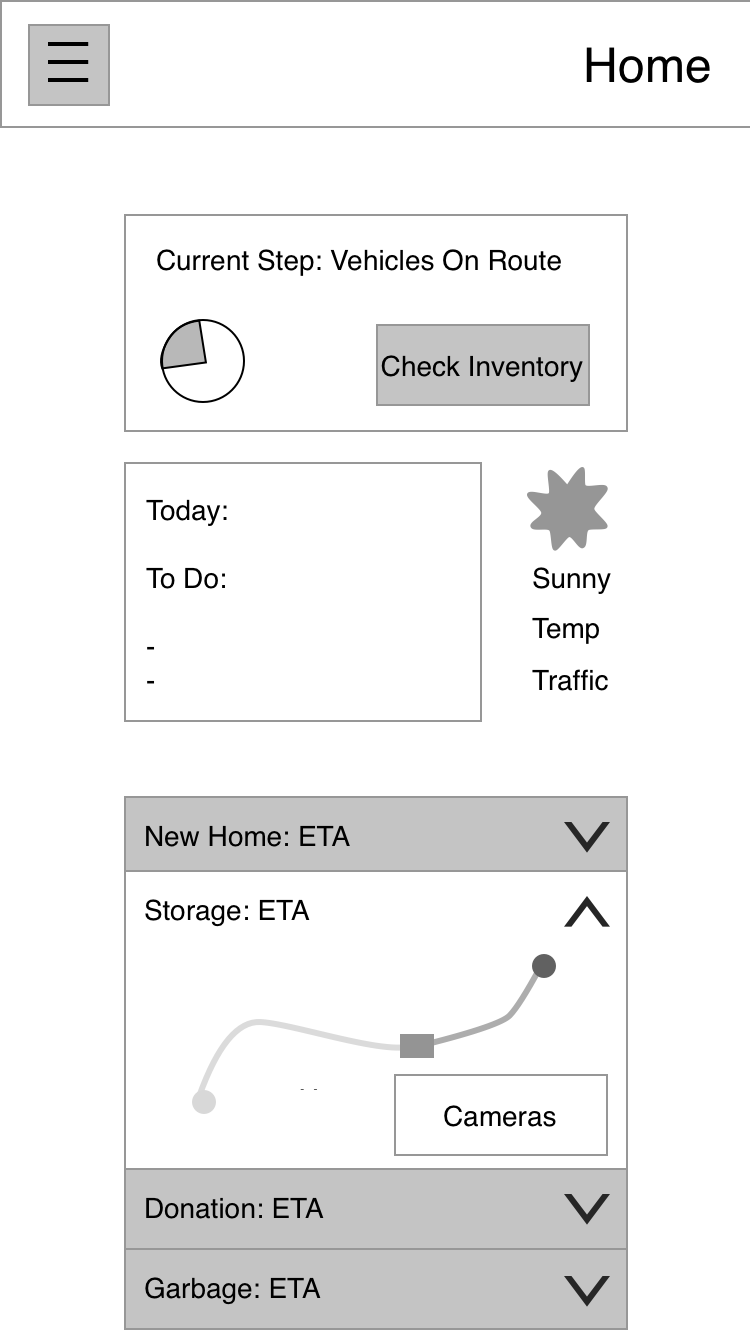 Home
Current Step: Vehicles On Route
Check Inventory
Today:
To Do:
-
-
Sunny
Temp
Traffic
New Home: ETA
Storage: ETA
Cameras
Donation: ETA
Garbage: ETA